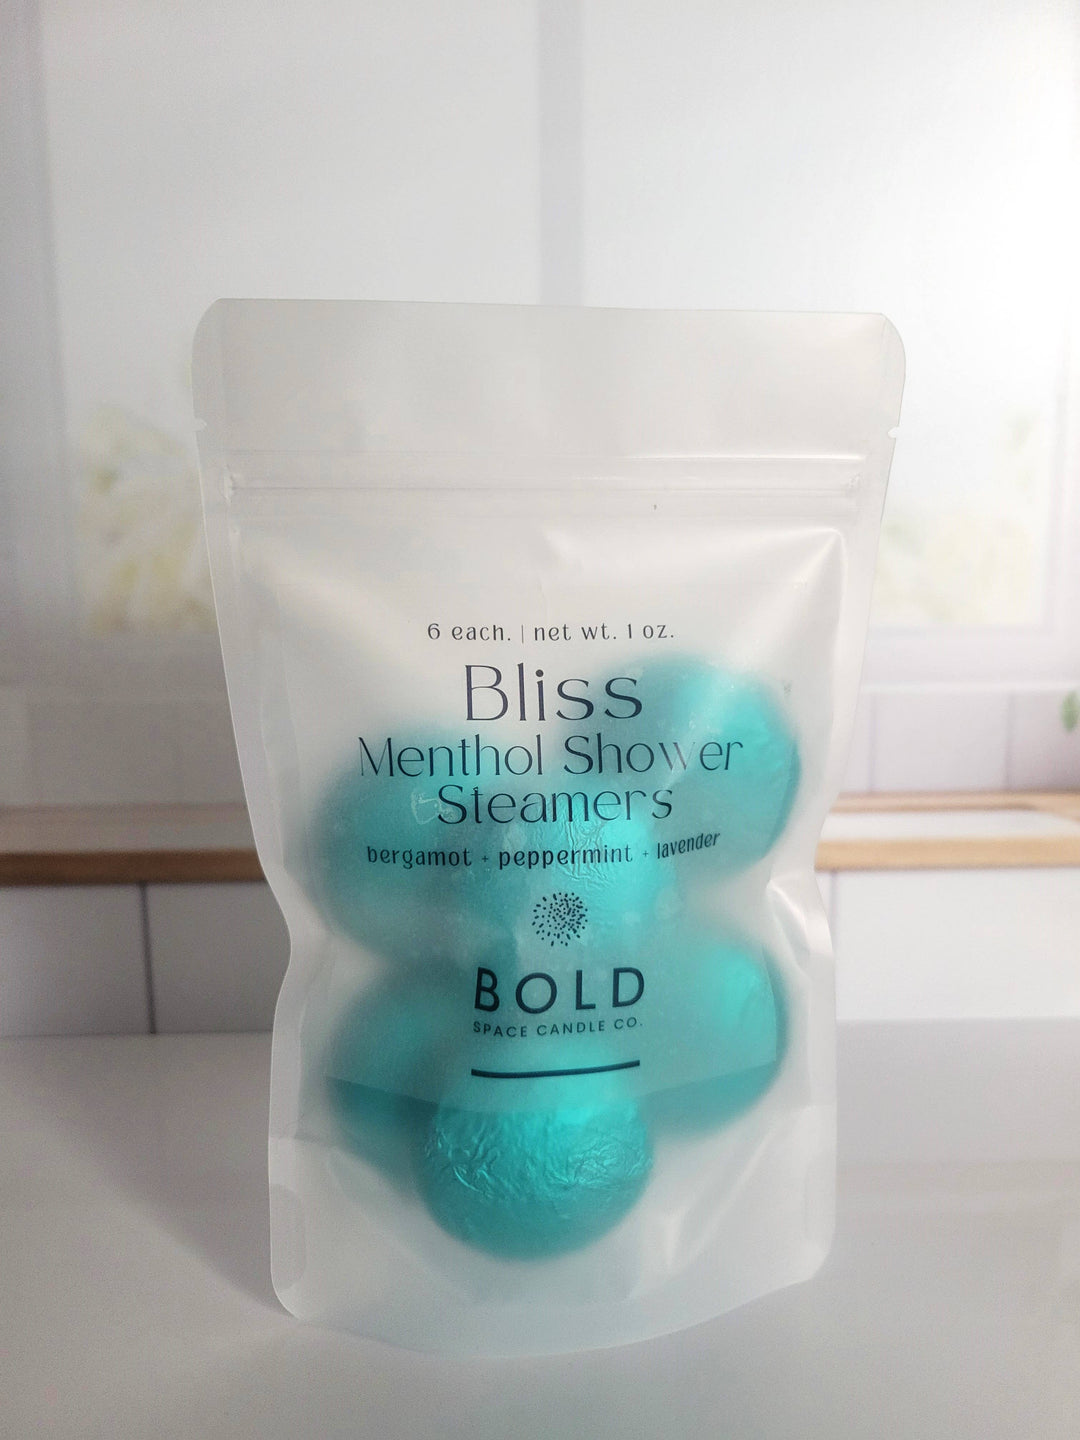 6 each. | net wt. 1 oz.
Bliss
Menthol Shower
Steamers
bergamot + peppermint + lavender
BOLD
SPACE CANDLE CO.